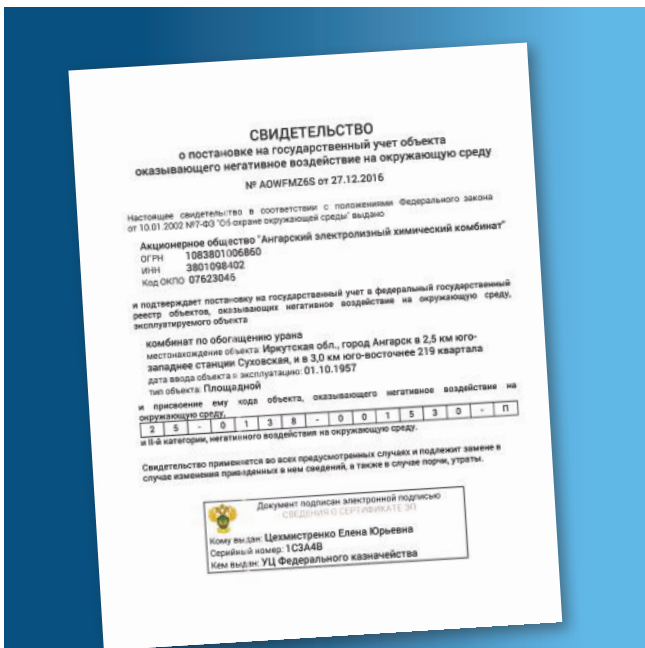 СВИДЕТЕЛЬСТВО
о постановке на государственный учет объекта
оказывающего негативное воздействие на окружающую среду
№ AOWFMZ6S от 27.12.2016
Настоящее свидетельство в соответствии с положениями Федерального закона
от 10.01.2002 №7-ФЗ "Об охране окружающей среды" выдано
Акционерное общество "Ангарский электролизный химический комбинат"
ОГРН 1083801006860
ИНН 3801098402
Код ОКПО 07623045
и подтверждает постановку на государственный учет в федеральный государственный
реестр объектов, оказывающих негативное воздействие на окружающую среду,
эксплуатируемого объекта
комбинат по обогащению урана
местонахождение объекта: Иркутская обл., город Ангарск в 2,5 км юго-
западнее станции Суховская, и в 3,0 км юго-восточнее 219 квартала
дата ввода объекта в эксплуатацию: 01.10.1957
тип объекта: Площадной
и присвоение ему кода объекта, оказывающего негативное воздействие на
окружающую среду,
2 5 - 0 1 3 8 - 0 0 1 5 3 0 - П
и II-й категории, негативного воздействия на окружающую среду.
Свидетельство применяется во всех предусмотренных случаях и подлежит замене в
случае изменения приведенных в нем сведений, а также в случае порчи, утраты.
Документ подписан электронной подписью
СВЕДЕНИЯ О СЕРТИФИКАТЕ ЭП
Кому выдан: Цехмистренко Елена Юрьевна
Серийный номер: 1C3A4B
Кем выдан: УЦ Федерального казначейства